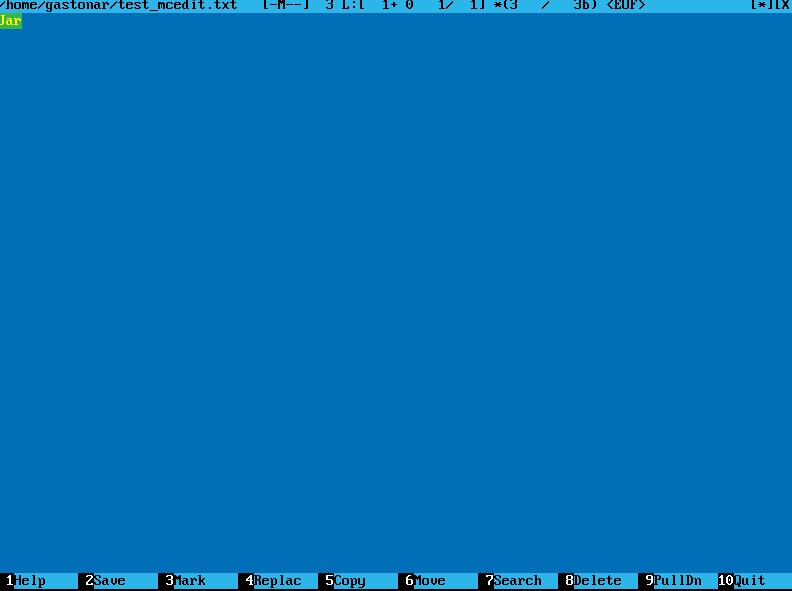 /home/gastonar/test_mcedit.txt [-M--] 3 L:[ 1+ 0 1/ 1] *(3 / 3b) <EOF> [*][X
Jar
1Help 2Save 3Mark 4Replac 5Copy 6Move 7Search 8Delete 9PullDn 10Quit